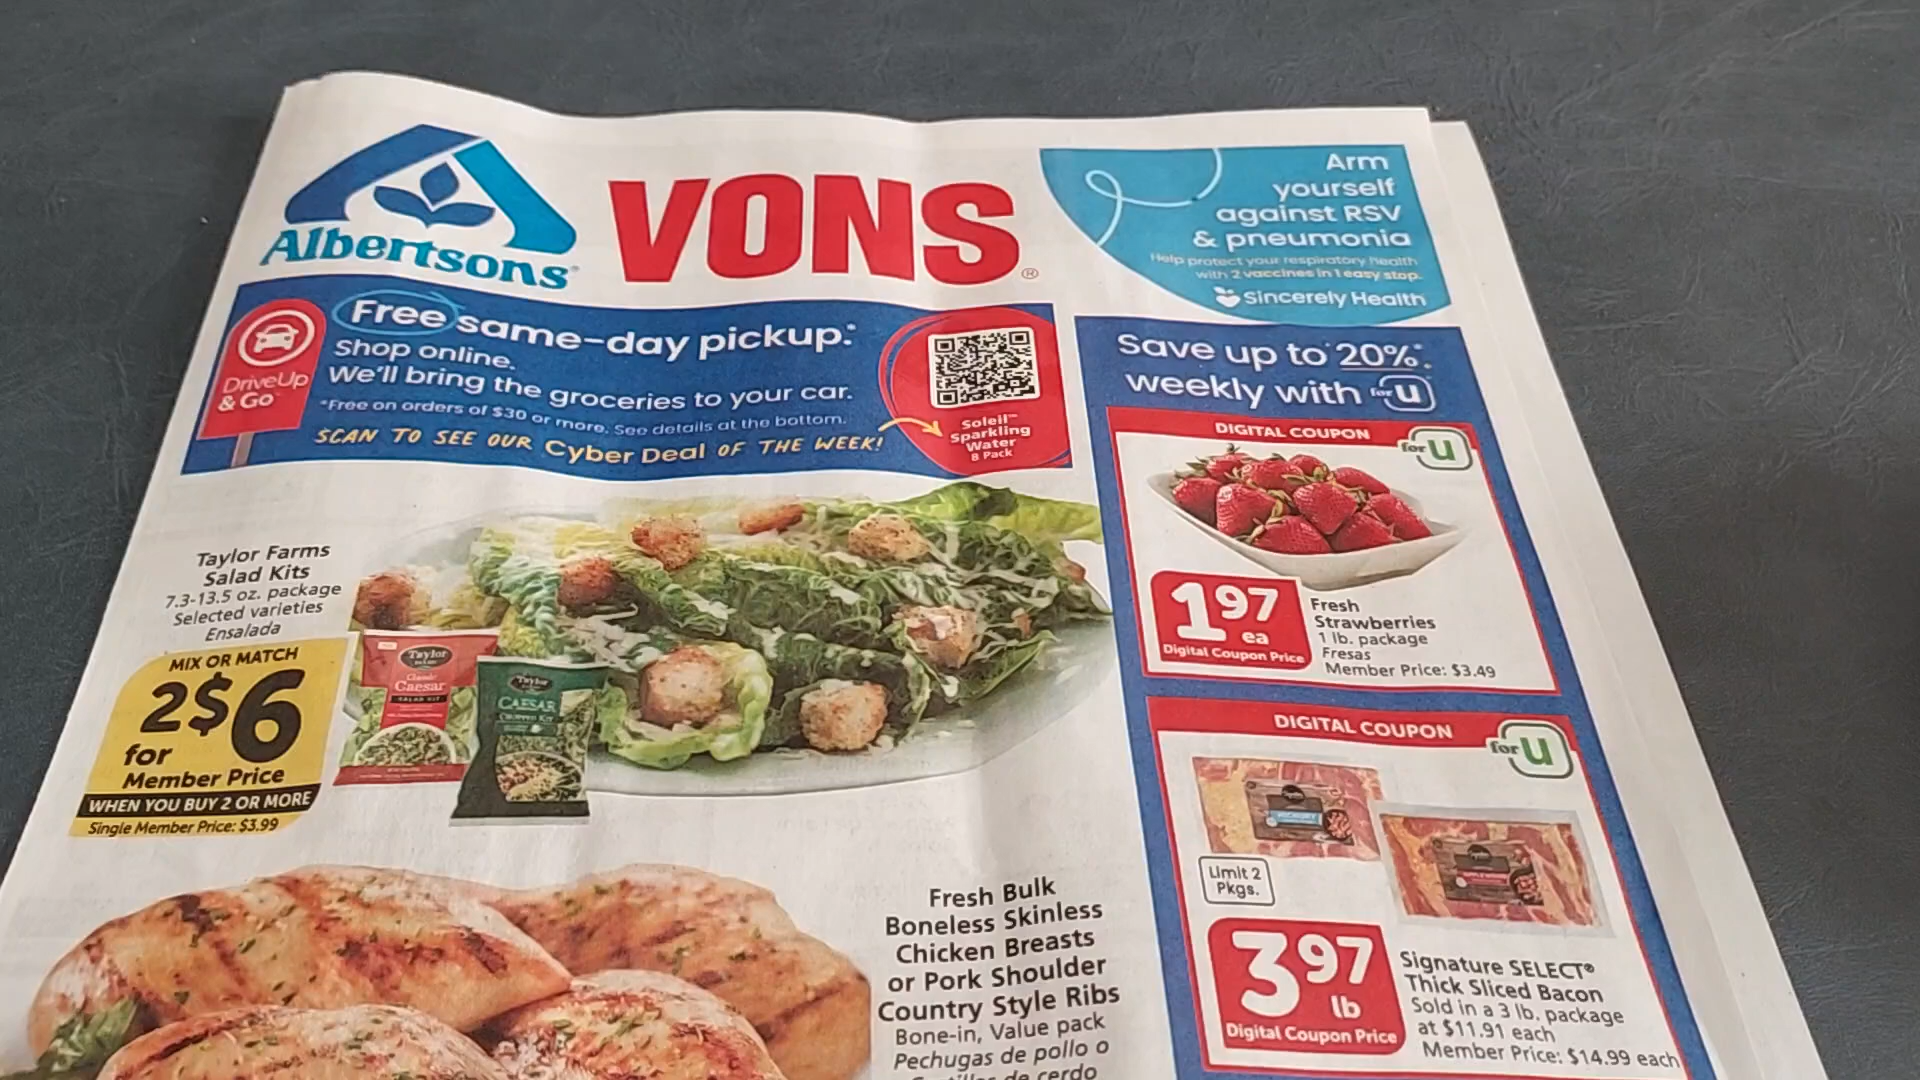 Albertsons
VONS®
Arm
yourself
against RSV
& pneumonia
Help protect your respiratory health
with 2 vaccines in 1 easy stop.
Sincerely Health
DriveUp
& Go
Free same-day pickup.*
Shop online.
We'll bring the groceries to your car.
*Free on orders of $30 or more. See details at the bottom.
SCAN TO SEE OUR Cyber Deal OF THE WEEK!
Soleil™
Sparkling
Water
8 Pack
Save up to 20%*
weekly with for U
DIGITAL COUPON
for U
1 97
ea
Digital Coupon Price
Fresh
Strawberries
1 lb. package
Fresas
Member Price: $3.49
Taylor Farms
Salad Kits
7.3-13.5 oz. package
Selected varieties
Ensalada
MIX OR MATCH
2 $6
for
Member Price
WHEN YOU BUY 2 OR MORE
Single Member Price: $3.99
Taylor
Classic
Caesar
SALAD KIT
Taylor
CAESAR
CHOPPED KIT
DIGITAL COUPON
for U
HICKORY
Limit 2
Pkgs.
3 97
lb
Digital Coupon Price
Signature SELECT®
Thick Sliced Bacon
Sold in a 3 lb. package
at $11.91 each
Member Price: $14.99 each
Fresh Bulk
Boneless Skinless
Chicken Breasts
or Pork Shoulder
Country Style Ribs
Bone-in, Value pack
Pechugas de pollo o
de cerdo